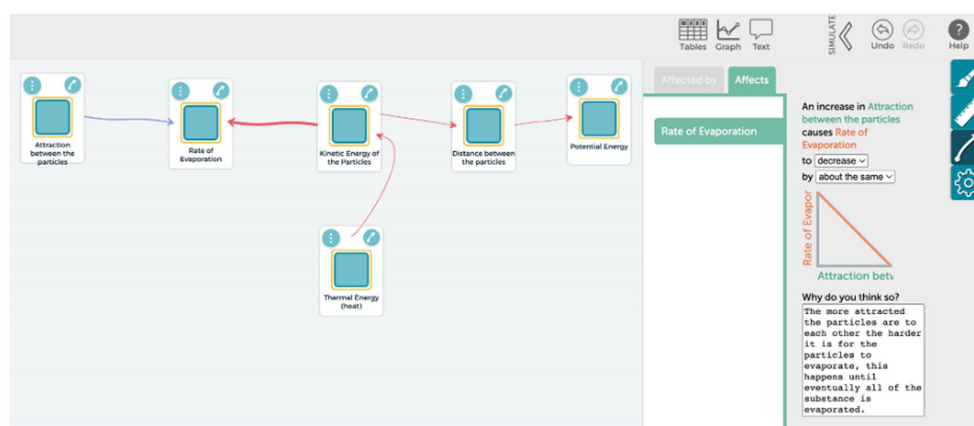 Tables
Graph
Text
SIMULATE
Undo
Redo
Help
Attraction
between the
particles
Rate of
Evaporation
Kinetic Energy of
the Particles
Distance between
the particles
Potential Energy
Thermal Energy
(heat)
Affected by
Affects
Rate of Evaporation
An increase in Attraction
between the particles
causes Rate of
Evaporation
to decrease
by about the same
Rate of Evapor
Attraction betw
Why do you think so?
The more attracted
the particles are to
each other the harder
it is for the
particles to
evaporate, this
happens until
eventually all of the
substance is
evaporated.